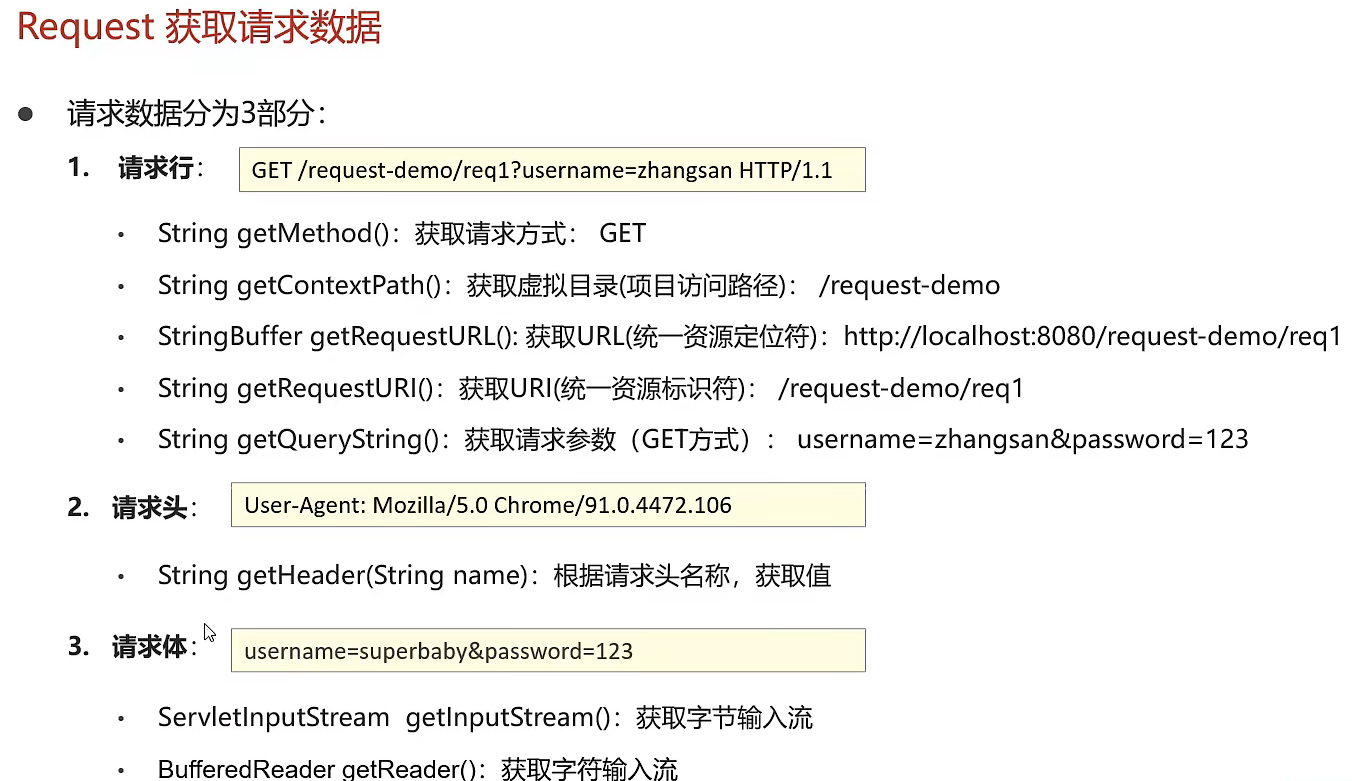 Request 获取请求数据
● 请求数据分为3部分：
1. 请求行： GET /request-demo/req1?username=zhangsan HTTP/1.1
• String getMethod()：获取请求方式： GET
• String getContextPath()：获取虚拟目录(项目访问路径)： /request-demo
• StringBuffer getRequestURL(): 获取URL(统一资源定位符)：http://localhost:8080/request-demo/req1
• String getRequestURI()：获取URI(统一资源标识符)： /request-demo/req1
• String getQueryString()：获取请求参数（GET方式）： username=zhangsan&password=123
2. 请求头： User-Agent: Mozilla/5.0 Chrome/91.0.4472.106
• String getHeader(String name)：根据请求头名称，获取值
3. 请求体： username=superbaby&password=123
• ServletInputStream getInputStream()：获取字节输入流
• BufferedReader getReader()：获取字符输入流